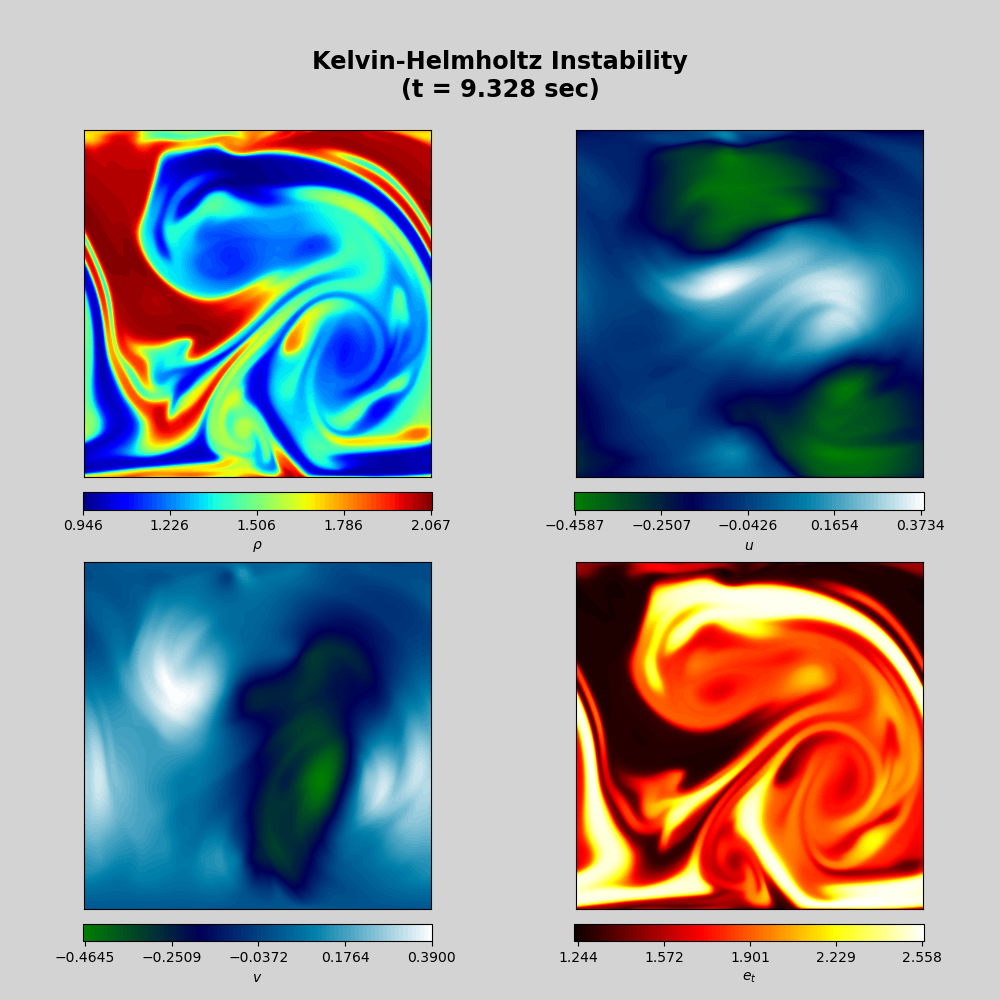 Kelvin-Helmholtz Instability
(t = 9.328 sec)
0.946 1.226 1.506 1.786 2.067
ρ
−0.4587 −0.2507 −0.0426 0.1654 0.3734
u
−0.4645 −0.2509 −0.0372 0.1764 0.3900
v
1.244 1.572 1.901 2.229 2.558
eₜ